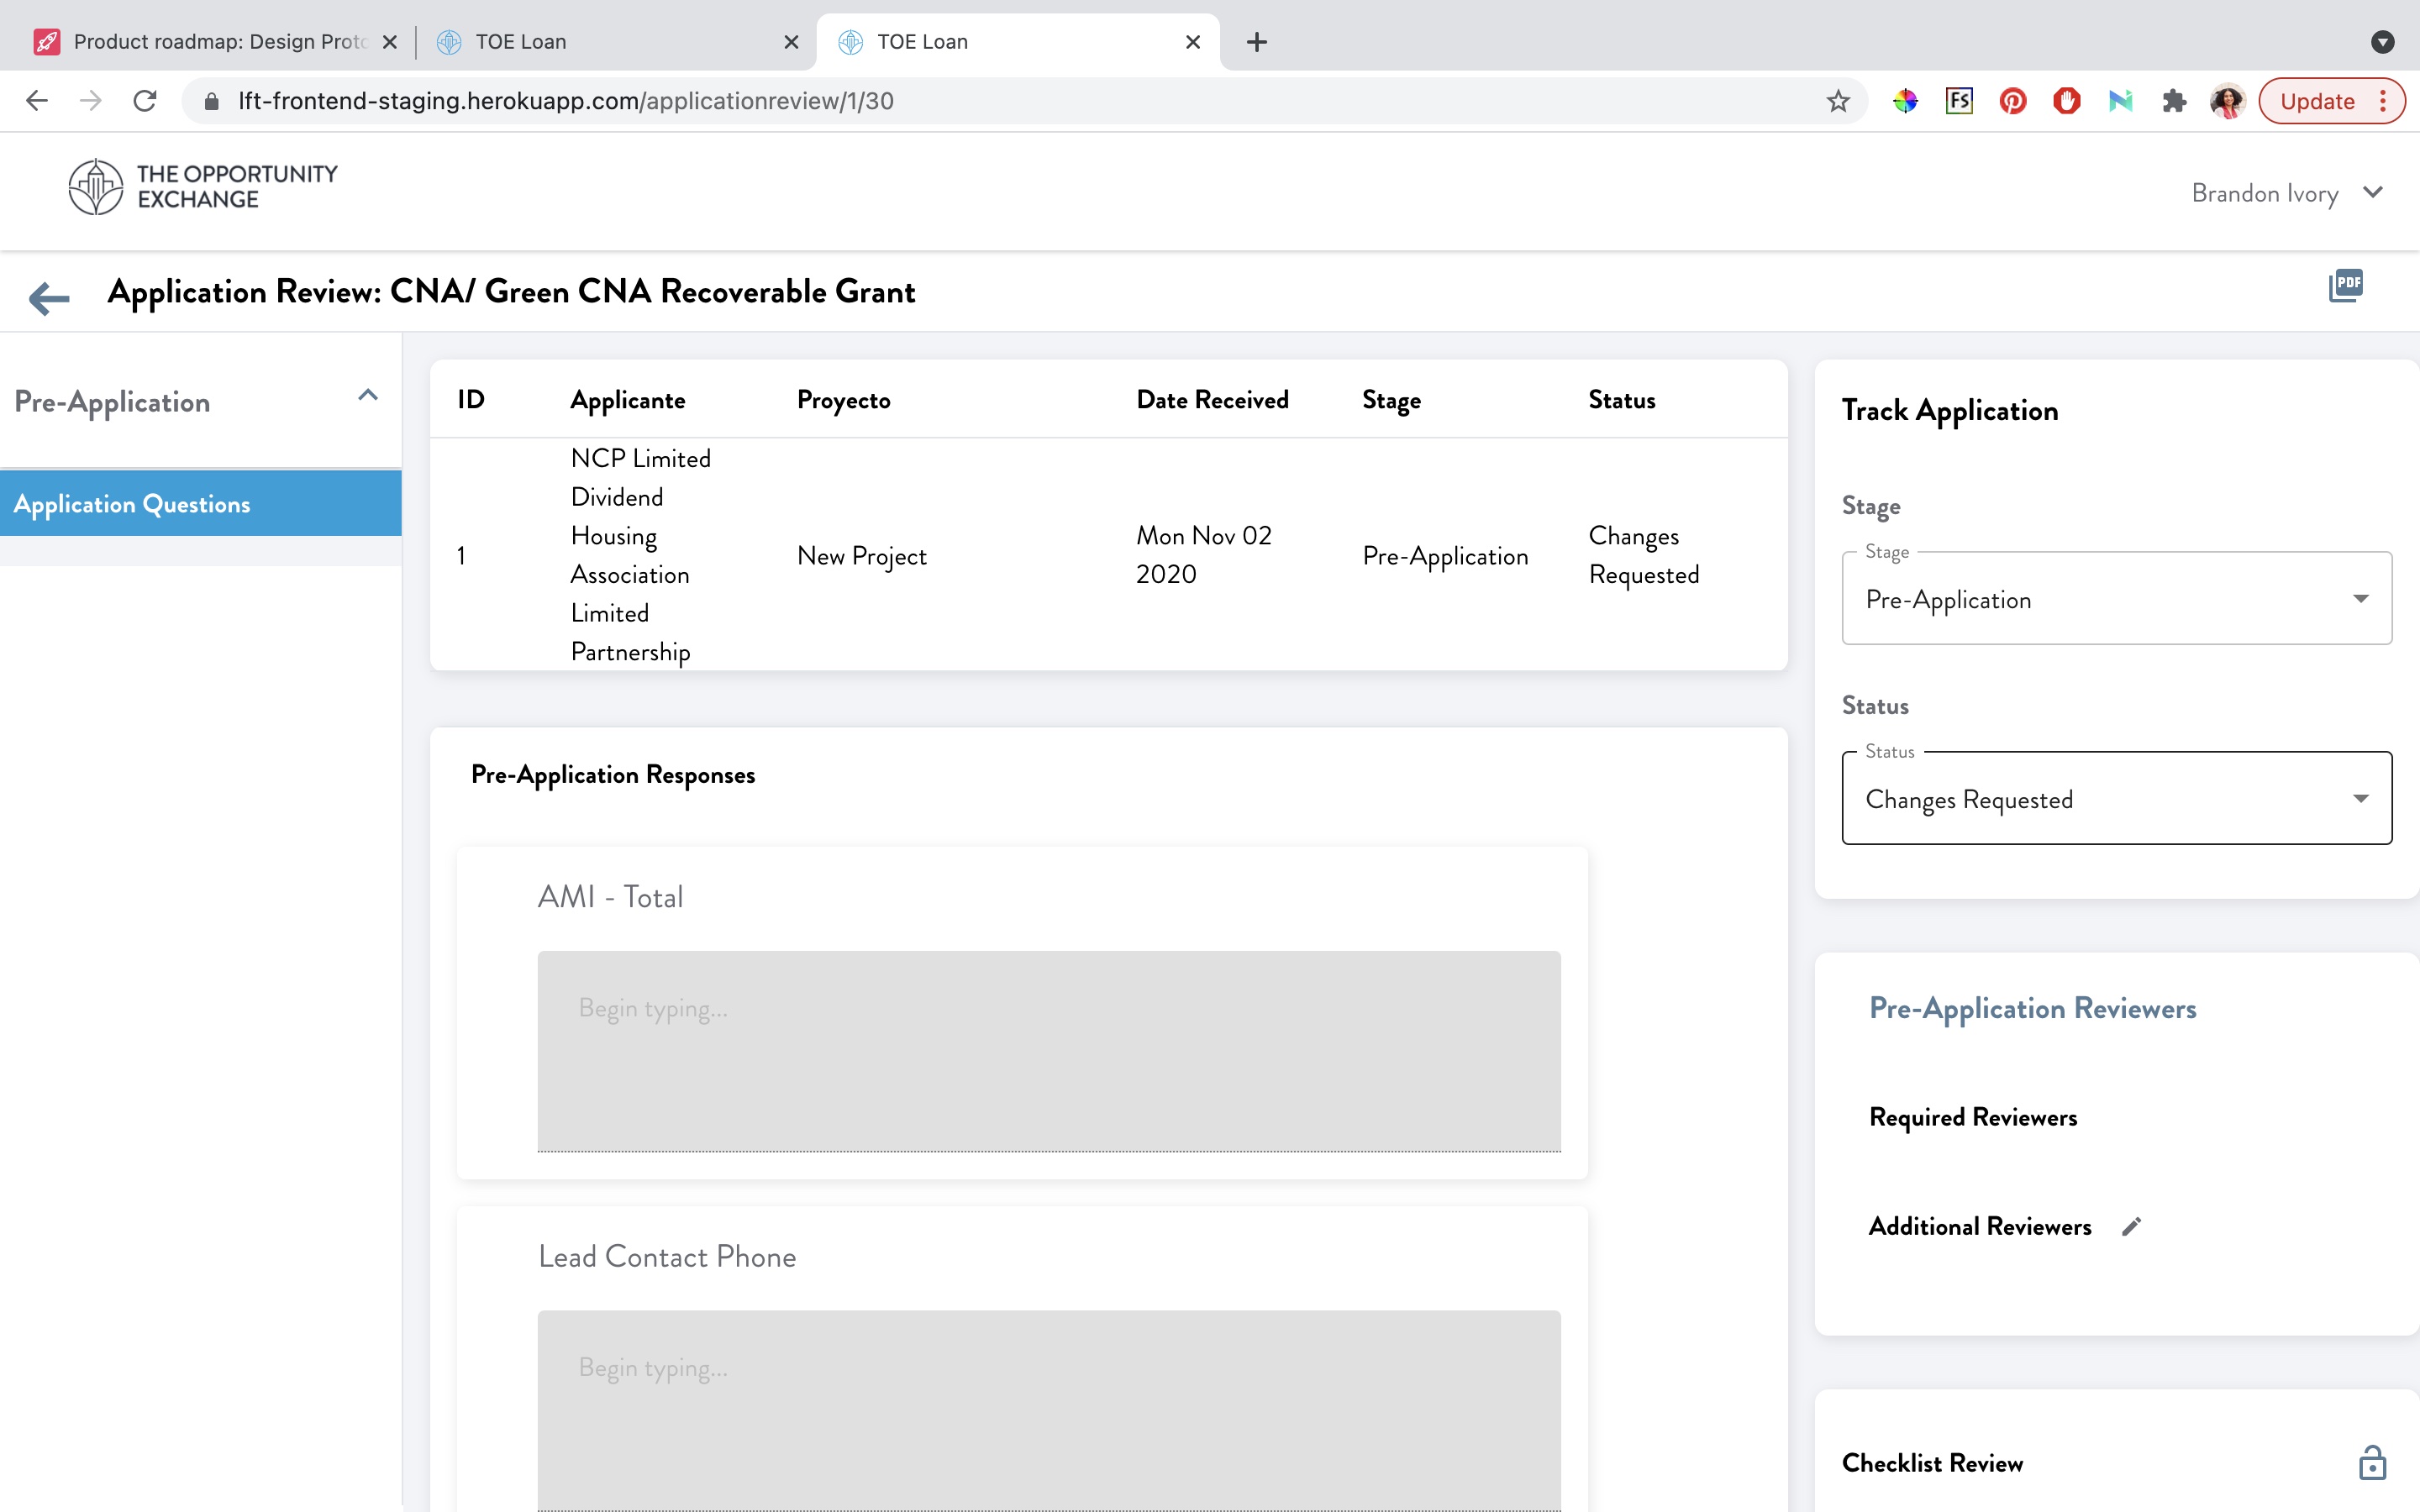 Product roadmap: Design Proto
TOE Loan
TOE Loan
lft-frontend-staging.herokuapp.com/applicationreview/1/30
FS
Update
THE OPPORTUNITY
EXCHANGE
Brandon Ivory
Application Review: CNA/ Green CNA Recoverable Grant
PDF
Pre-Application
Application Questions
ID Applicante Proyecto Date Received Stage Status
1
NCP Limited
Dividend
Housing
Association
Limited
Partnership
New Project
Mon Nov 02
2020
Pre-Application
Changes
Requested
Pre-Application Responses
AMI - Total
Begin typing...
Lead Contact Phone
Begin typing...
Track Application
Stage
Stage
Pre-Application
Status
Status
Changes Requested
Pre-Application Reviewers
Required Reviewers
Additional Reviewers
Checklist Review